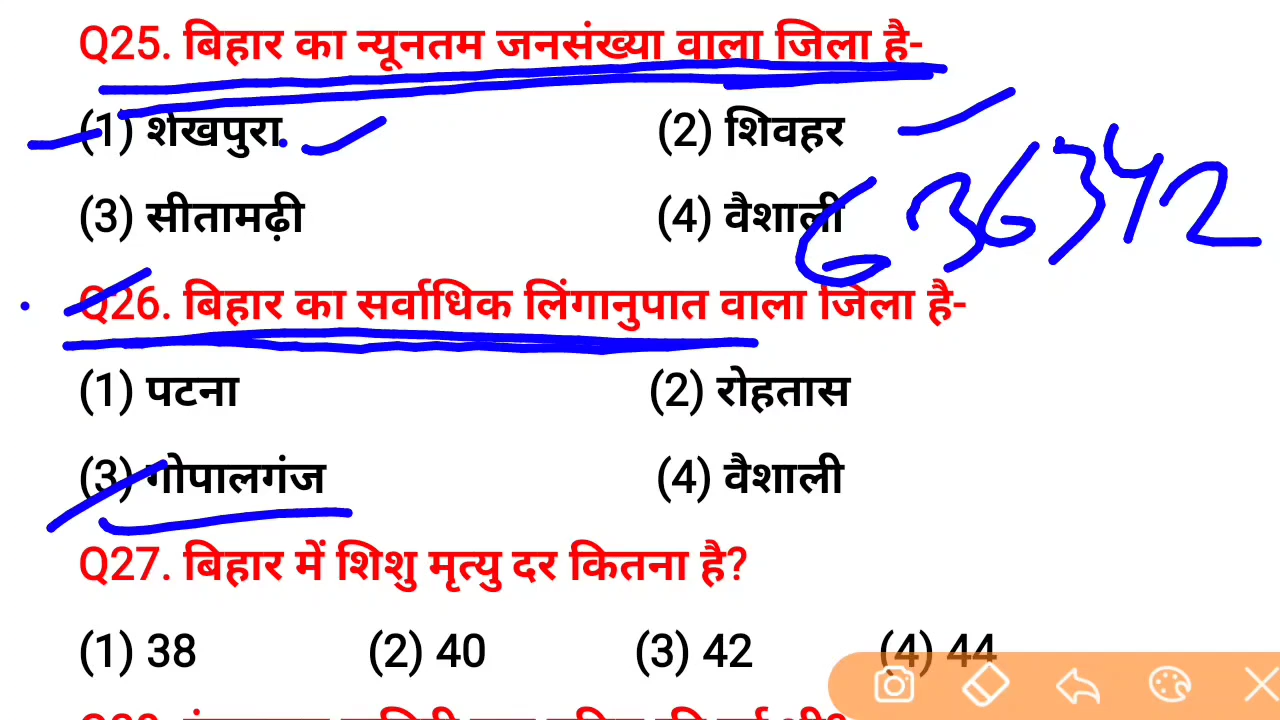 Q25. बिहार का न्यूनतम जनसंख्या वाला जिला है-
(1) शेखपुरा (2) शिवहर
636342
(3) सीतामढ़ी (4) वैशाली
Q26. बिहार का सर्वाधिक लिंगानुपात वाला जिला है-
(1) पटना (2) रोहतास
(3) गोपालगंज (4) वैशाली
Q27. बिहार में शिशु मृत्यु दर कितना है?
(1) 38 (2) 40 (3) 42 (4) 44